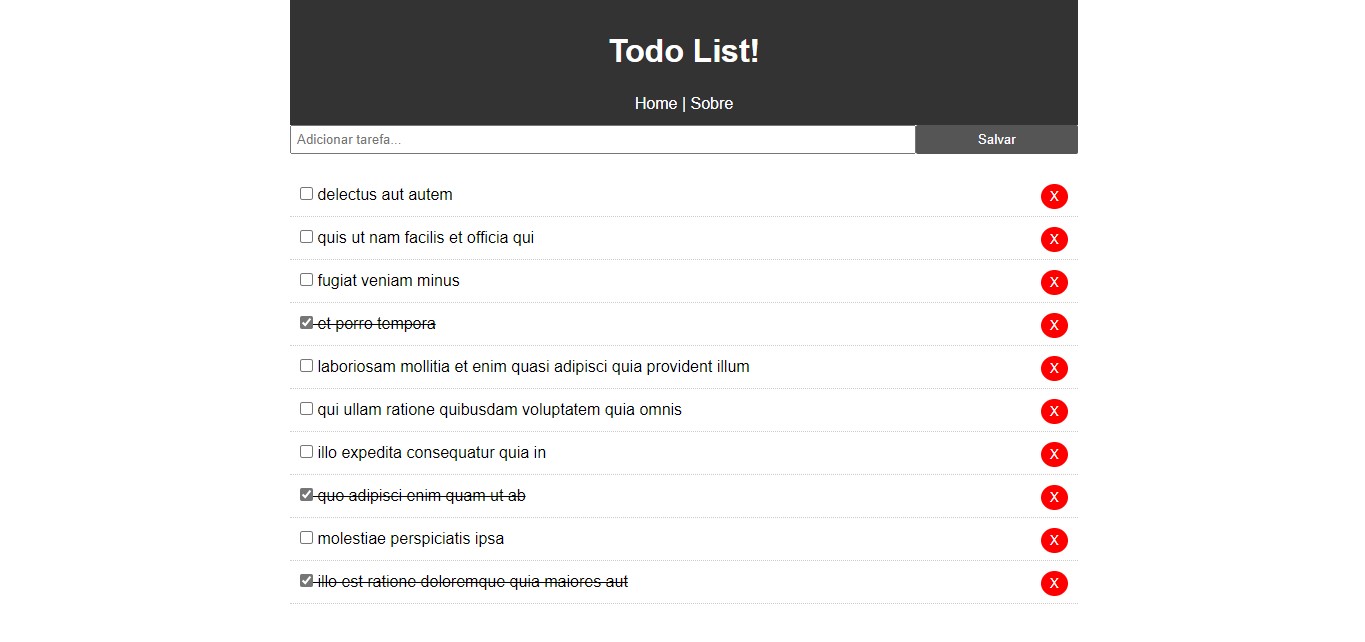 Todo List!
Home | Sobre
Adicionar tarefa... Salvar
delectus aut autem X
quis ut nam facilis et officia qui X
fugiat veniam minus X
et porro tempora X
laboriosam mollitia et enim quasi adipisci quia provident illum X
qui ullam ratione quibusdam voluptatem quia omnis X
illo expedita consequatur quia in X
quo adipisci enim quam ut ab X
molestiae perspiciatis ipsa X
illo est ratione doloremque quia maiores aut X